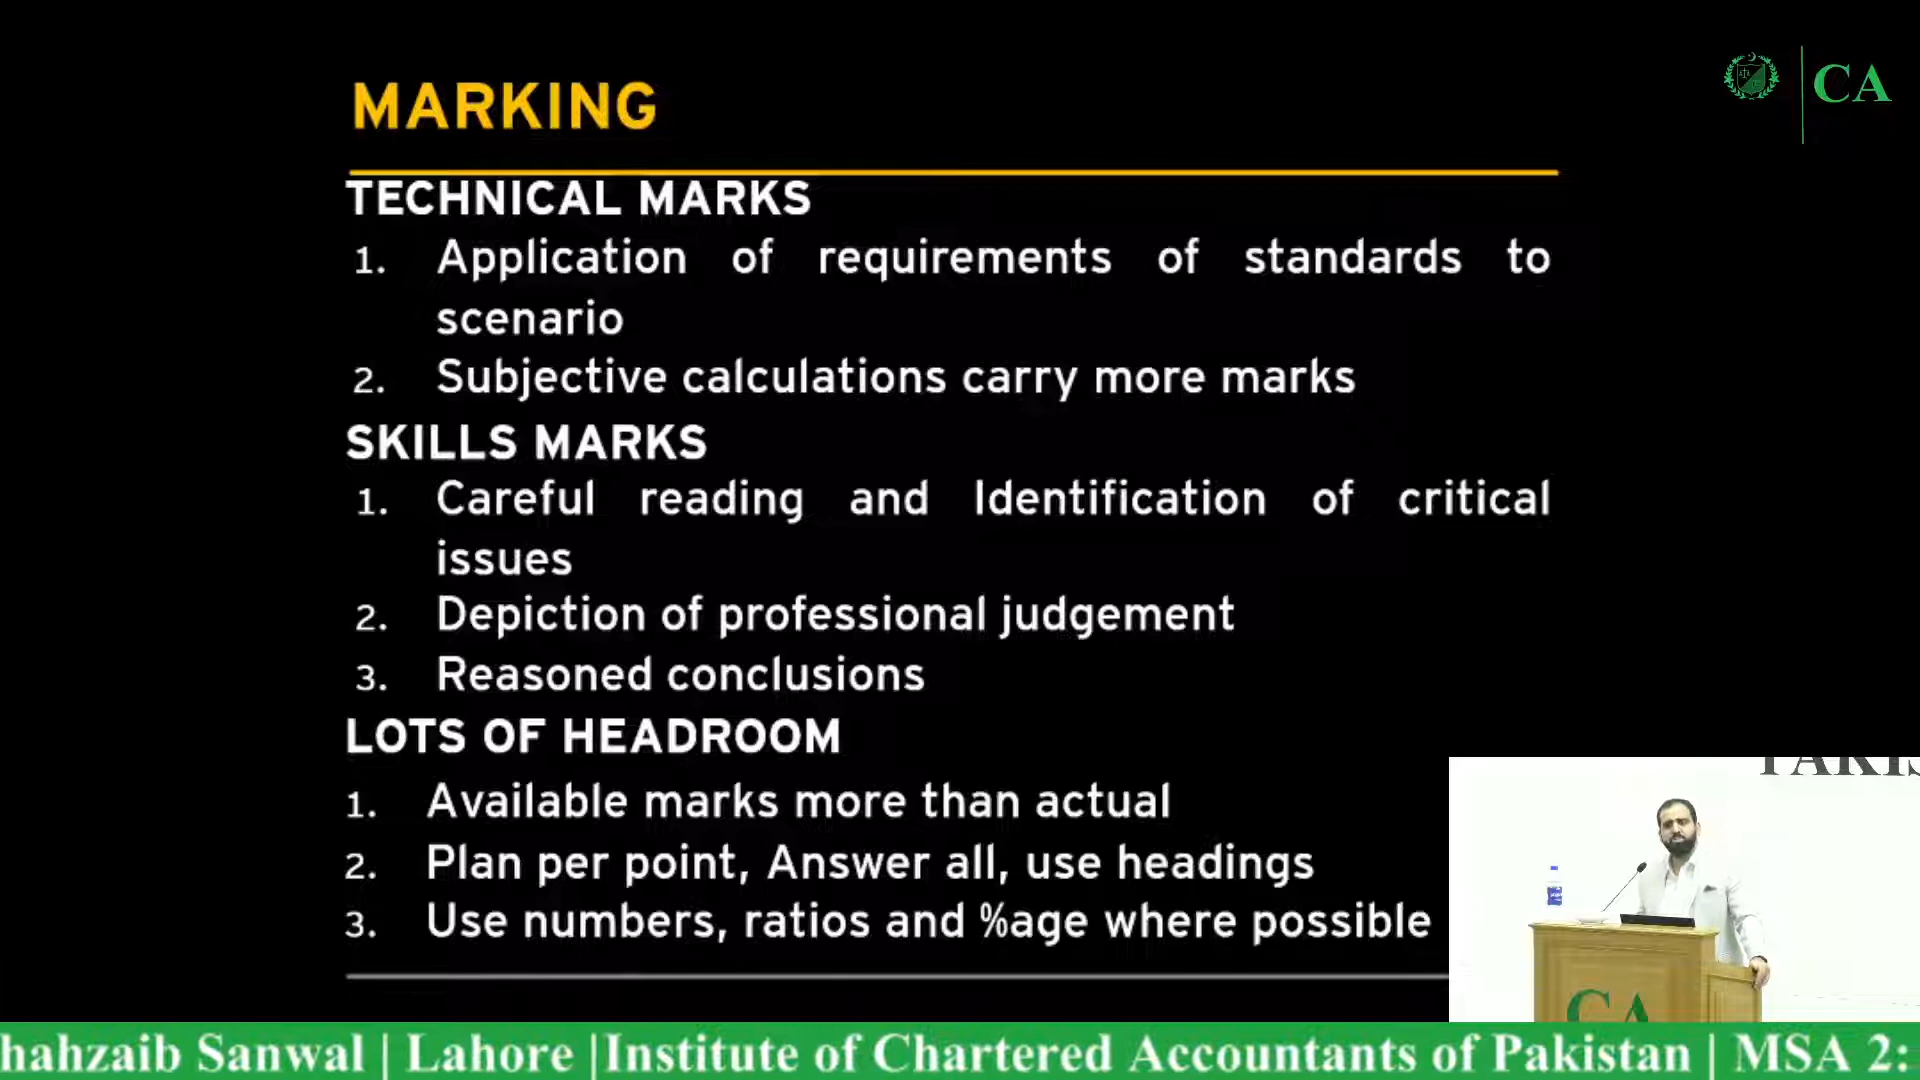 MARKING
CA
TECHNICAL MARKS
1. Application of requirements of standards to
scenario
2. Subjective calculations carry more marks
SKILLS MARKS
1. Careful reading and Identification of critical
issues
2. Depiction of professional judgement
3. Reasoned conclusions
LOTS OF HEADROOM
1. Available marks more than actual
2. Plan per point, Answer all, use headings
3. Use numbers, ratios and %age where possible
PAKIS
CA
hahzaib Sanwal | Lahore |Institute of Chartered Accountants of Pakistan | MSA 2: